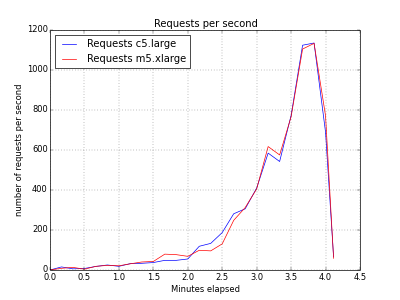 Requests per second
1200
1000
800
600
400
200
0
number of requests per second
Requests c5.large
Requests m5.xlarge
0.0 0.5 1.0 1.5 2.0 2.5 3.0 3.5 4.0 4.5
Minutes elapsed